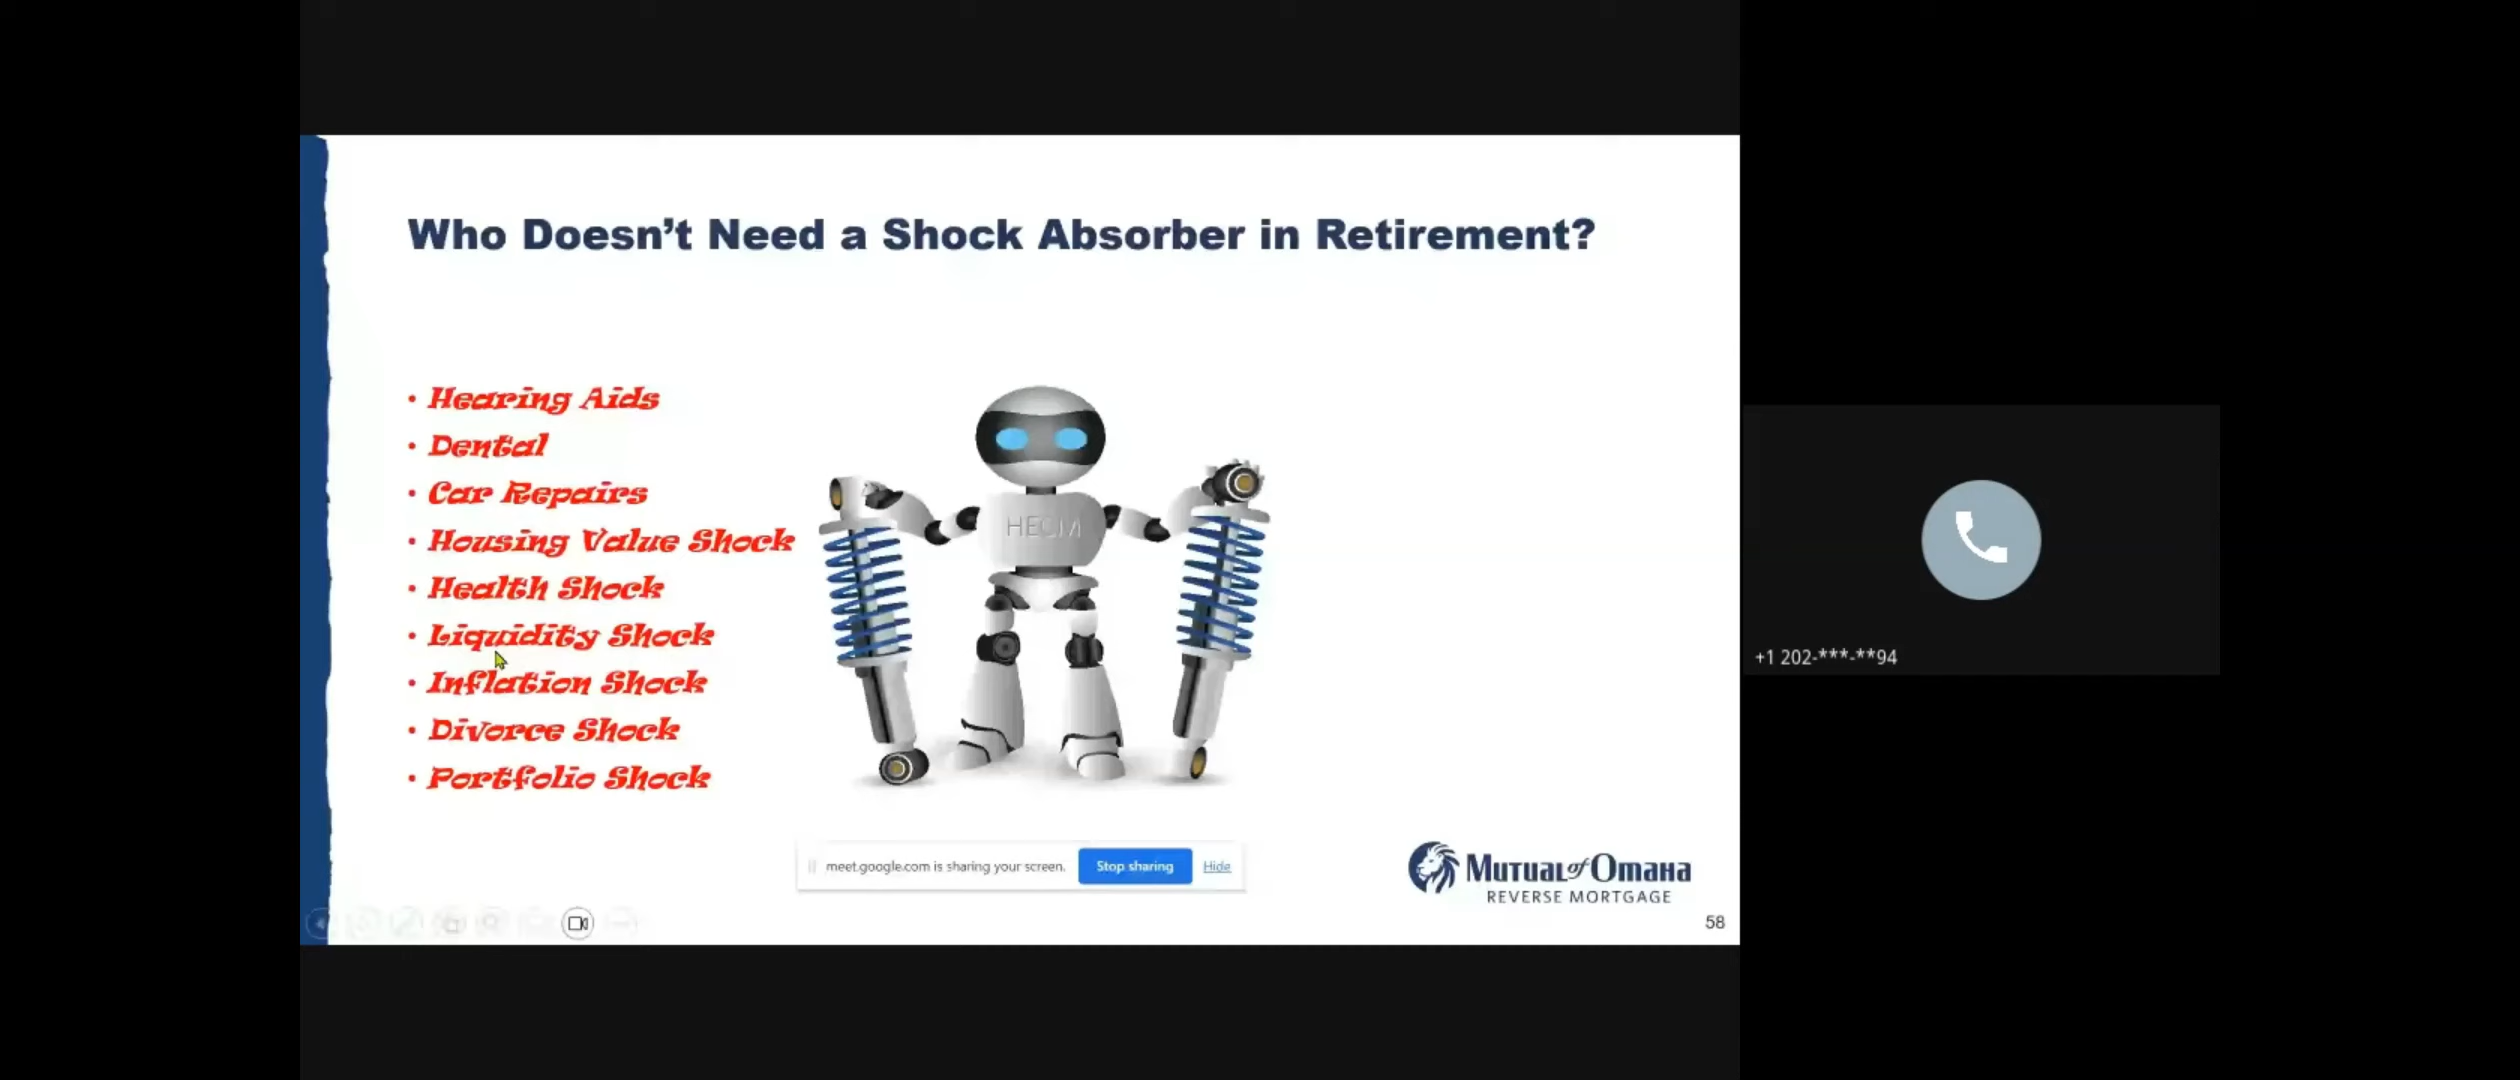 Who Doesn't Need a Shock Absorber in Retirement?
• Hearing Aids
• Dental
• Car Repairs
• Housing Value Shock
• Health Shock
• Liquidity Shock
• Inflation Shock
• Divorce Shock
• Portfolio Shock
HECM
+1 202-***-**94
meet.google.com is sharing your screen. Stop sharing Hide
Mutual of Omaha
REVERSE MORTGAGE
58